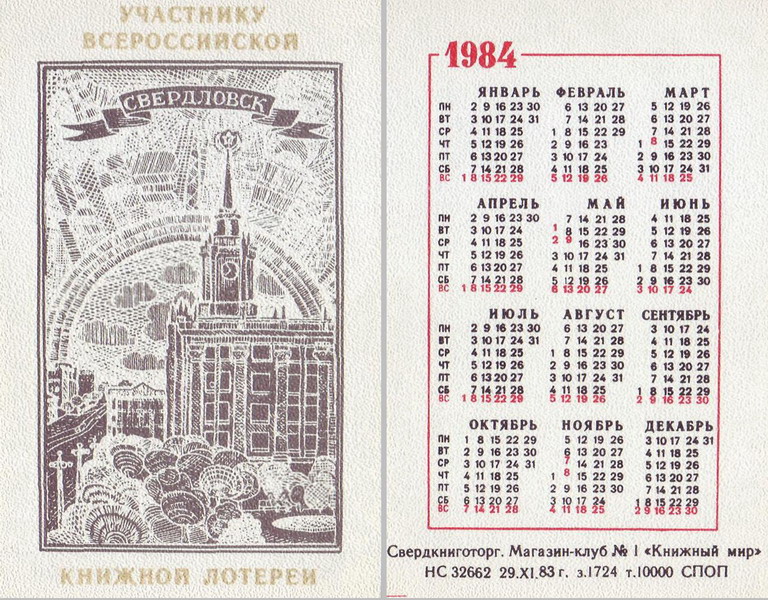 УЧАСТНИКУ
ВСЕРОССИЙСКОЙ
СВЕРДЛОВСК
КНИЖНОЙ ЛОТЕРЕИ
1984
ЯНВАРЬ ФЕВРАЛЬ МАРТ
ПН 2 9 16 23 30 6 13 20 27 5 12 19 26
ВТ 3 10 17 24 31 7 14 21 28 6 13 20 27
СР 4 11 18 25 1 8 15 22 29 7 14 21 28
ЧТ 5 12 19 26 2 9 16 23 1 8 15 22 29
ПТ 6 13 20 27 3 10 17 24 2 9 16 23 30
СБ 7 14 21 28 4 11 18 25 3 10 17 24 31
ВС 1 8 15 22 29 5 12 19 26 4 11 18 25
АПРЕЛЬ МАЙ ИЮНЬ
ПН 2 9 16 23 30 7 14 21 28 4 11 18 25
ВТ 3 10 17 24 1 8 15 22 29 5 12 19 26
СР 4 11 18 25 2 9 16 23 30 6 13 20 27
ЧТ 5 12 19 26 3 10 17 24 31 7 14 21 28
ПТ 6 13 20 27 4 11 18 25 1 8 15 22 29
СБ 7 14 21 28 5 12 19 26 2 9 16 23 30
ВС 1 8 15 22 29 6 13 20 27 3 10 17 24
ИЮЛЬ АВГУСТ СЕНТЯБРЬ
ПН 2 9 16 23 30 6 13 20 27 3 10 17 24
ВТ 3 10 17 24 31 7 14 21 28 4 11 18 25
СР 4 11 18 25 1 8 15 22 29 5 12 19 26
ЧТ 5 12 19 26 2 9 16 23 30 6 13 20 27
ПТ 6 13 20 27 3 10 17 24 31 7 14 21 28
СБ 7 14 21 28 4 11 18 25 1 8 15 22 29
ВС 1 8 15 22 29 5 12 19 26 2 9 16 23 30
ОКТЯБРЬ НОЯБРЬ ДЕКАБРЬ
ПН 1 8 15 22 29 5 12 19 26 3 10 17 24 31
ВТ 2 9 16 23 30 6 13 20 27 4 11 18 25
СР 3 10 17 24 31 7 14 21 28 5 12 19 26
ЧТ 4 11 18 25 1 8 15 22 29 6 13 20 27
ПТ 5 12 19 26 2 9 16 23 30 7 14 21 28
СБ 6 13 20 27 3 10 17 24 1 8 15 22 29
ВС 7 14 21 28 4 11 18 25 2 9 16 23 30
Свердкниготорг. Магазин-клуб № 1 «Книжный мир»
НС 32662 29.XI.83 г. з.1724 т.10000 СПОП